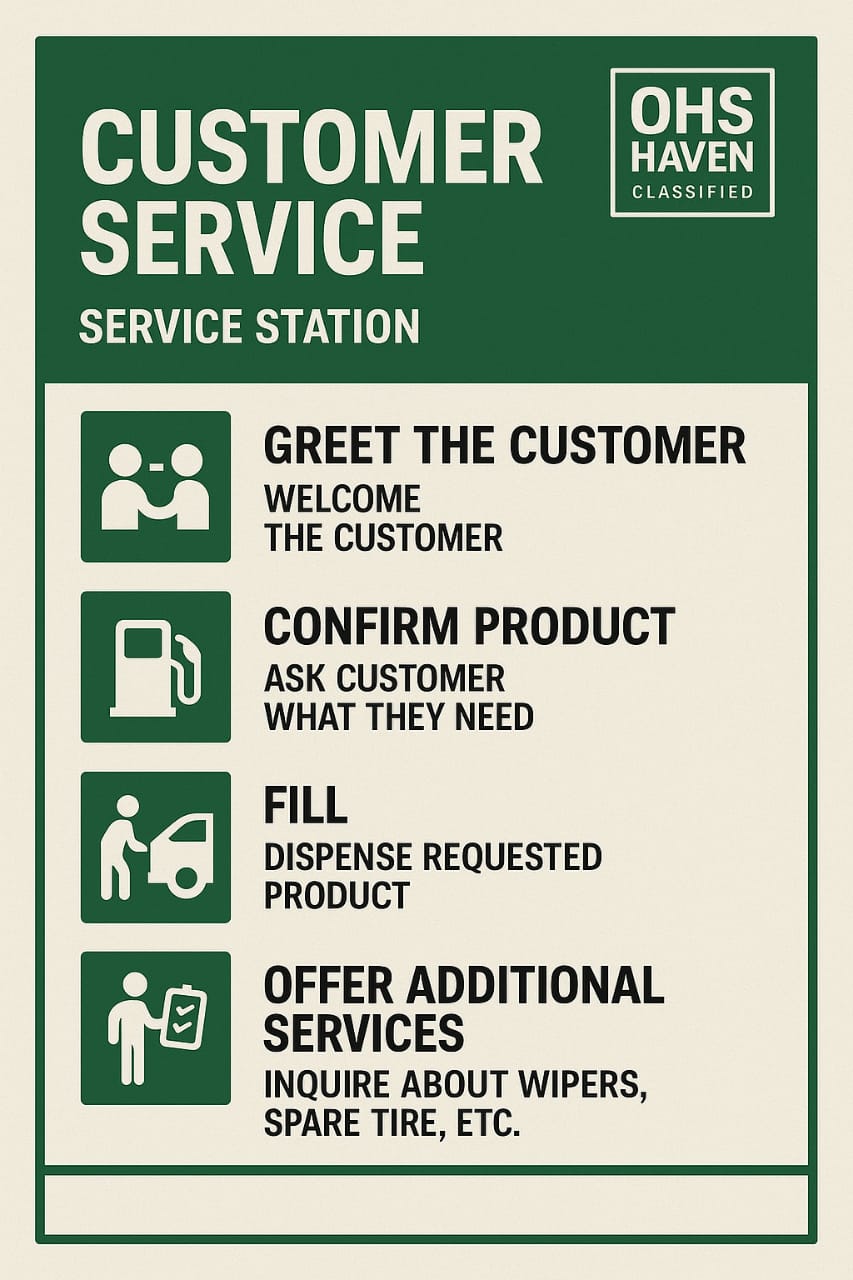 CUSTOMER
SERVICE
SERVICE STATION
OHS
HAVEN
CLASSIFIED
GREET THE CUSTOMER
WELCOME
THE CUSTOMER
CONFIRM PRODUCT
ASK CUSTOMER
WHAT THEY NEED
FILL
DISPENSE REQUESTED
PRODUCT
OFFER ADDITIONAL
SERVICES
INQUIRE ABOUT WIPERS,
SPARE TIRE, ETC.